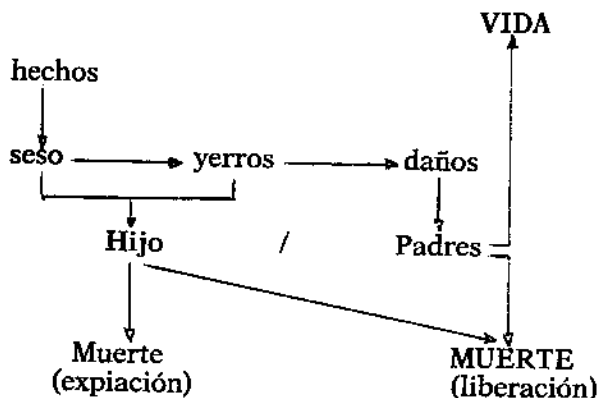 VIDA
hechos
seso yerros daños
Hijo / Padres
Muerte MUERTE
(expiación) (liberación)